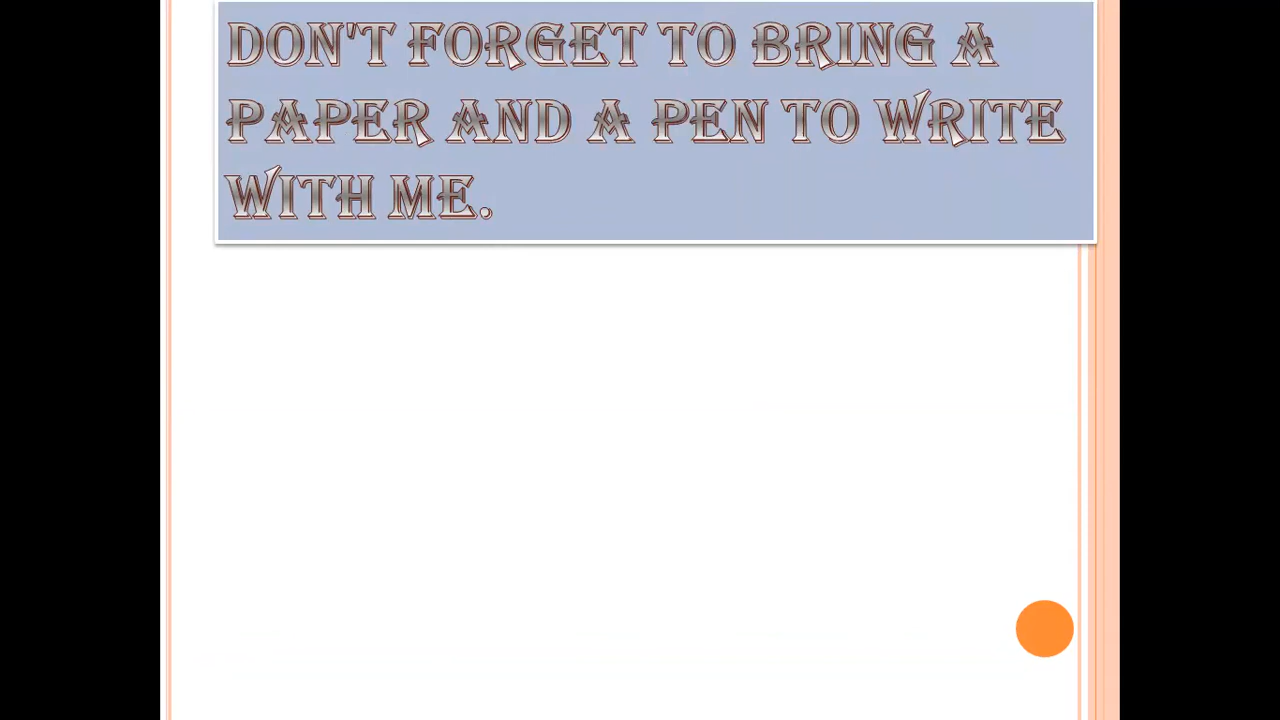 DON'T FORGET TO BRING A
PAPER AND A PEN TO WRITE
WITH ME.